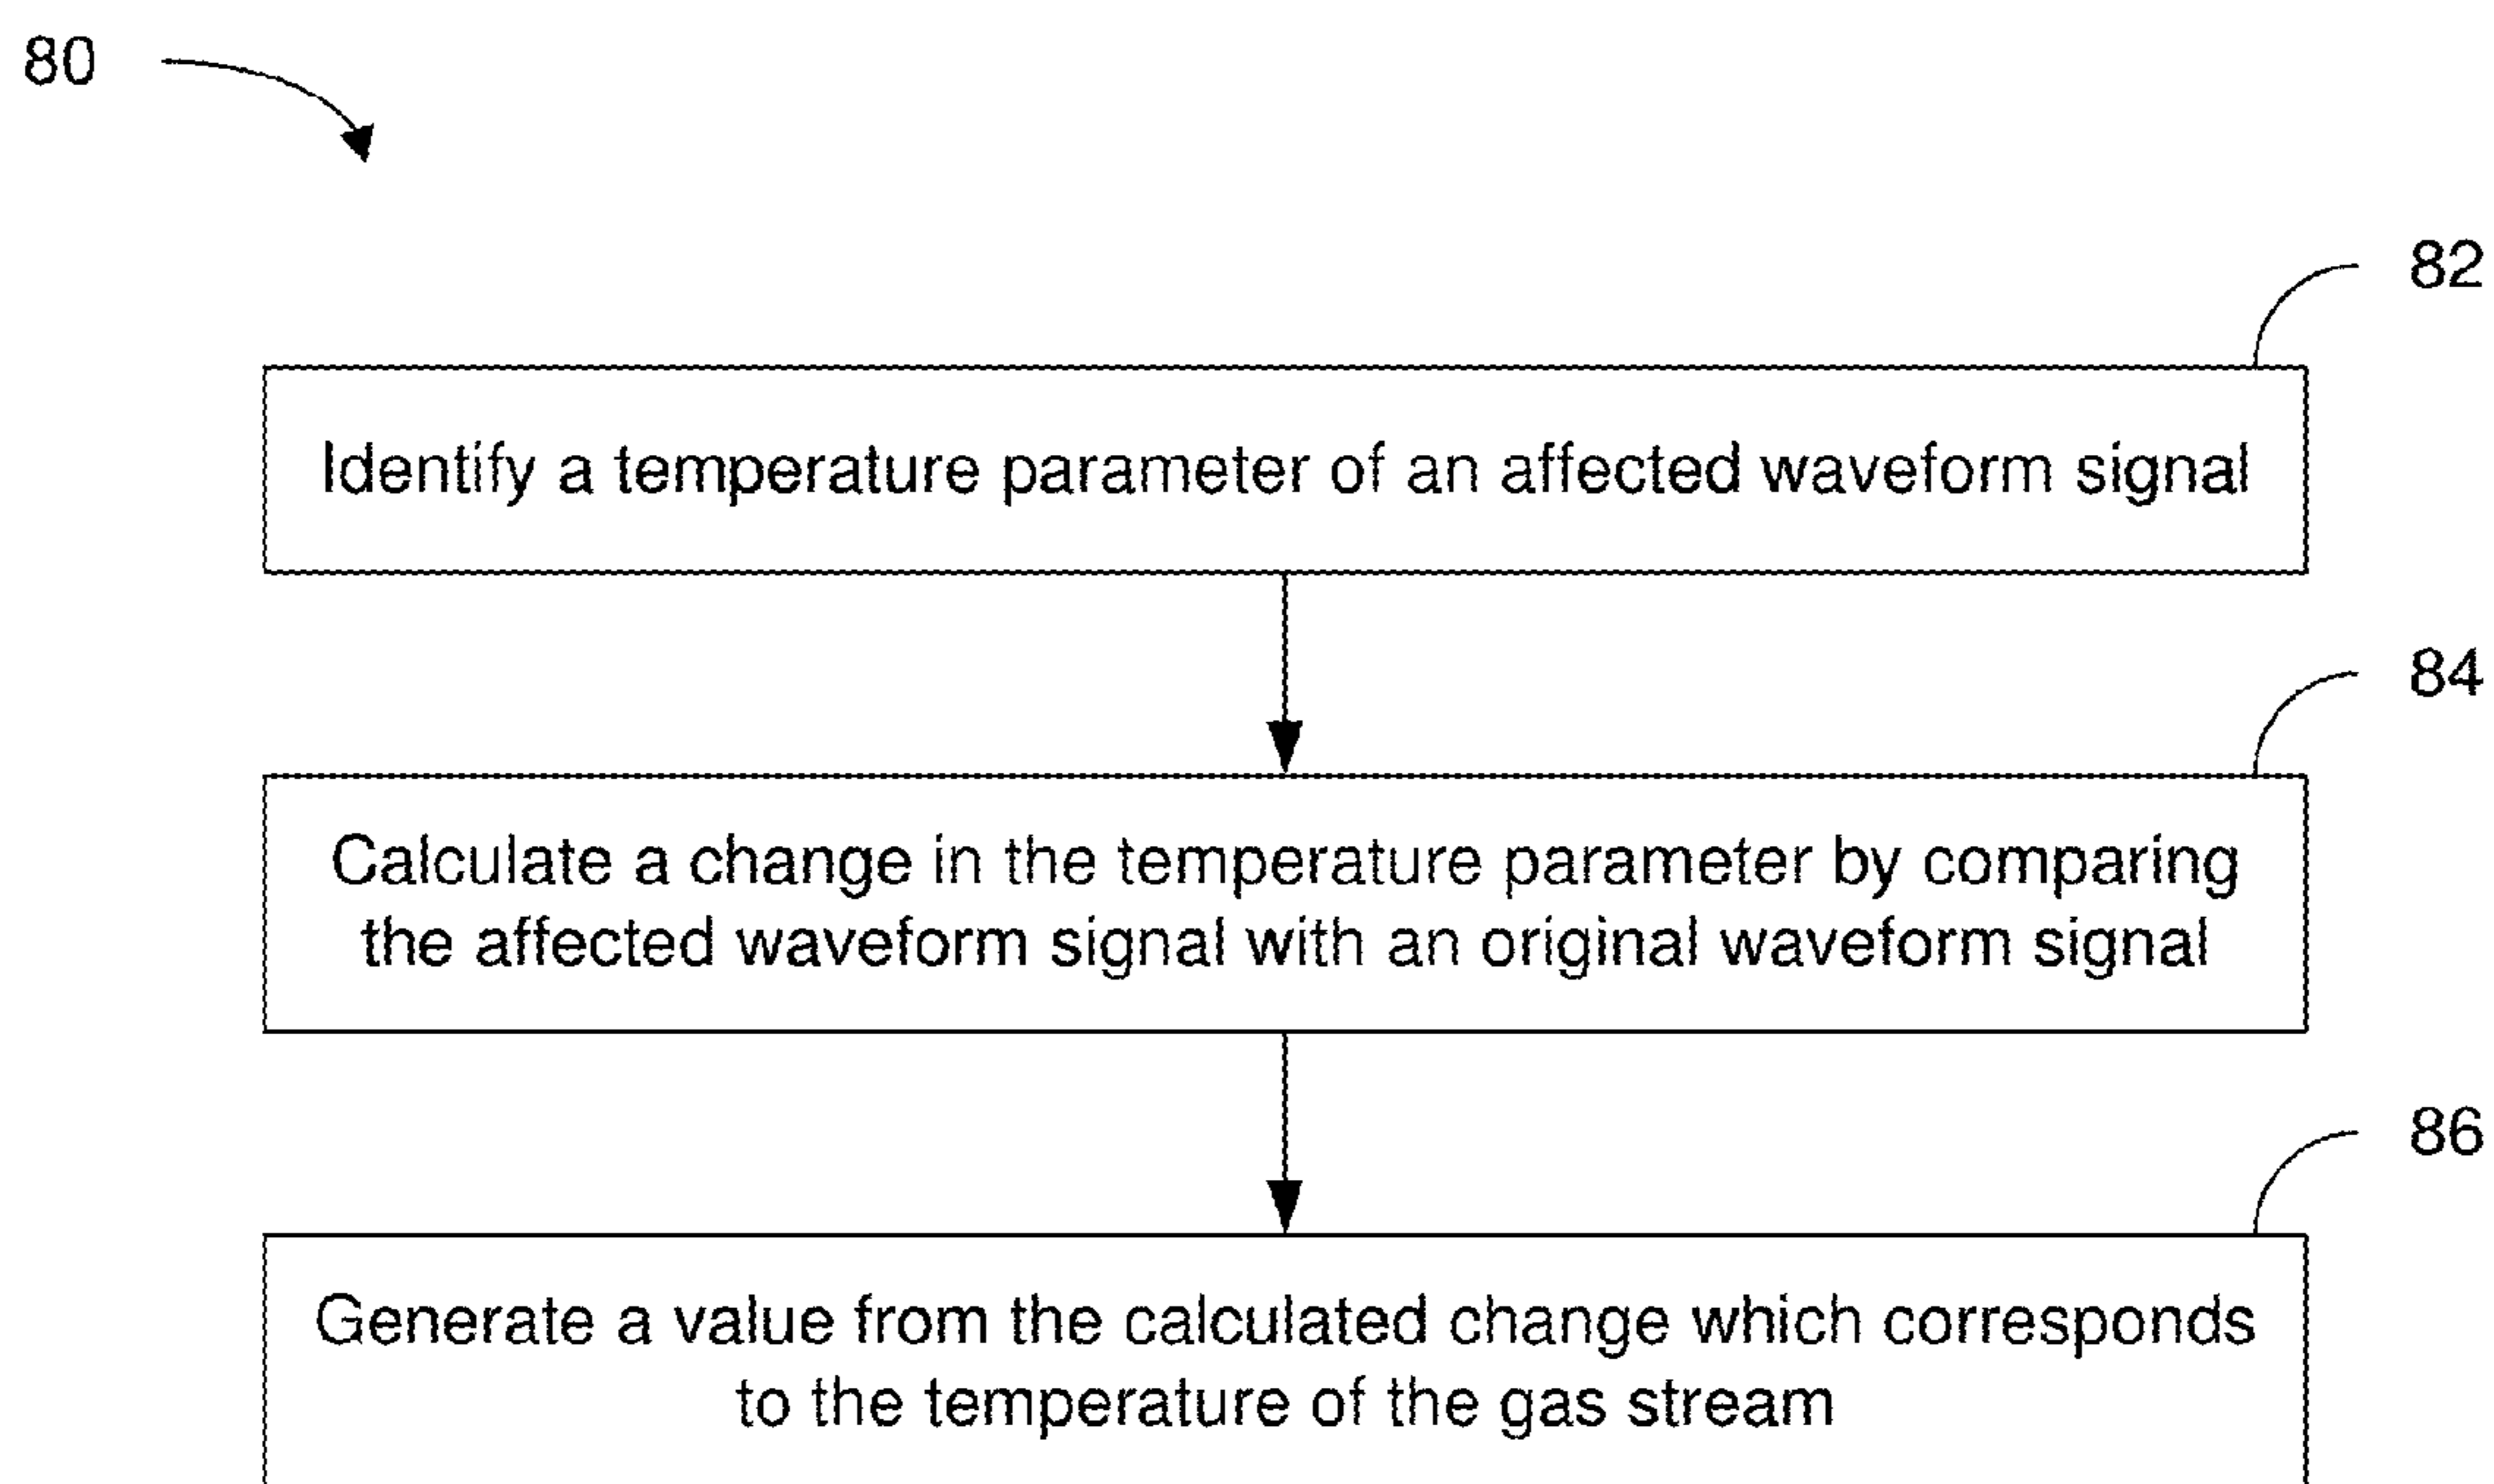 80
82
Identify a temperature parameter of an affected waveform signal
84
Calculate a change in the temperature parameter by comparing
the affected waveform signal with an original waveform signal
86
Generate a value from the calculated change which corresponds
to the temperature of the gas stream